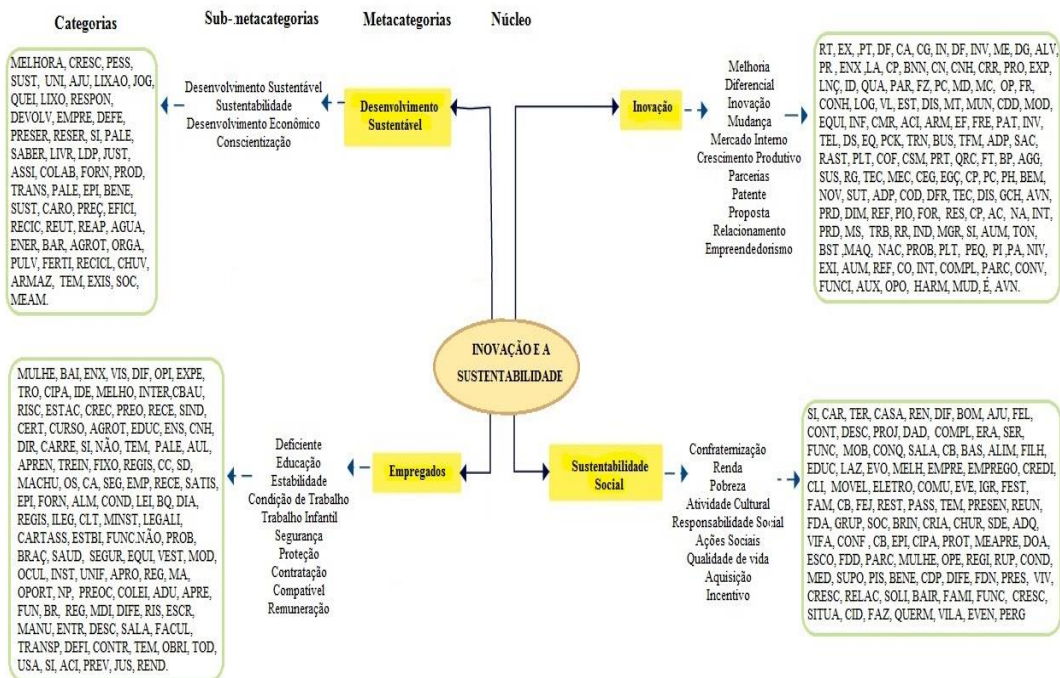 Categorias
Sub-metacategorias
Metacategorias
Núcleo
MELHORA, CRESC, PESS,
SUST, UNI, AJU, LIXAO, JOG,
QUEI, LIXO, RESPON,
DEVOLV, EMPRE, DEFE,
PRESER, RESER, SI, PALE,
SABER, LIVR, LDP, JUST,
ASSI, COLAB, FORN, PROD,
TRANS, PALE, EPI, BENE,
SUST, CARO, PREÇ, EFICI,
RECIC, REUT, REAP, AGUA,
ENER, BAR, AGROT, ORGA,
PULV, FERTI, RECICL, CHUV,
ARMAZ, TEM, EXIS, SOC,
MEAM.
Desenvolvimento Sustentável
Sustentabilidade
Desenvolvimento Econômico
Conscientização
Desenvolvimento
Sustentável
Inovação
Melhoria
Diferencial
Inovação
Mudança
Mercado Interno
Crescimento Produtivo
Parcerias
Patente
Proposta
Relacionamento
Empreendedorismo
RT, EX, ,PT, DF, CA, CG, IN, DF, INV, ME, DG, ALV,
PR , ENX ,LA, CP, BNN, CN, CNH, CRR, PRO, EXP,
LNÇ, ID, QUA, PAR, FZ, PC, MD, MC, OP, FR,
CONH, LOG, VL, EST, DIS, MT, MUN, CDD, MOD,
EQUI, INF, CMR, ACI, ARM, EF, FRE, PAT, INV,
TEL, DS, EQ, PCK, TRN, BUS, TFM, ADP, SAC,
RAST, PLT, COF, CSM, PRT, QRC, FT, BP, AGG,
SUS, RG, TEC, MEC, CEG, EGÇ, CP, PC, PH, BEM,
NOV, SUT, ADP, COD, DFR, TEC, DIS, GCH, AVN,
PRD, DIM, REF, PIO, FOR, RES, CP, AC, NA, INT,
PRD, MS, TRB, RR, IND, MGR, SI, AUM, TON,
BST ,MAQ, NAC, PROB, PLT, PEQ, PI ,PA, NIV,
EXI, AUM, REF, CO, INT, COMPL, PARC, CONV,
FUNCI, AUX, OPO, HARM, MUD, É, AVN.
INOVAÇÃO E A
SUSTENTABILIDADE
MULHE, BAI, ENX, VIS, DIF, OPI, EXPE,
TRO, CIPA, IDE, MELHO, INTER,CBAU,
RISC, ESTAC, CREC, PREO, RECE, SIND,
CERT, CURSO, AGROT, EDUC, ENS, CNH,
DIR, CARRE, SI, NÃO, TEM, PALE, AUL,
APREN, TREIN, FIXO, REGIS, CC, SD,
MACHU, OS, CA, SEG, EMP, RECE, SATIS,
EPI, FORN, ALM, COND, LEI, BQ, DIA,
REGIS, ILEG, CLT, MINST, LEGALI,
CARTASS, ESTBI, FUNC.NÃO, PROB,
BRAÇ, SAUD, SEGUR, EQUI, VEST, MOD,
OCUL, INST, UNIF, APRO, REG, MA,
OPORT, NP, PREOC, COLEI, ADU, APRE,
FUN, BR, REG, MDI, DIFE, RIS, ESCR,
MANU, ENTR, DESC, SALA, FACUL,
TRANSP, DEFI, CONTR, TEM, OBRI, TOD,
USA, SI, ACI, PREV, JUS, REND.
Deficiente
Educação
Estabilidade
Condição de Trabalho
Trabalho Infantil
Segurança
Proteção
Contratação
Compatível
Remuneração
Empregados
Sustentabilidade
Social
Confraternização
Renda
Pobreza
Atividade Cultural
Responsabilidade Social
Ações Sociais
Qualidade de vida
Aquisição
Incentivo
SI, CAR, TER, CASA, REN, DIF, BOM, AJU, FEL,
CONT, DESC, PROJ, DAD, COMPL, ERA, SER,
FUNC, MOB, CONQ, SALA, CB, BAS, ALIM, FILH,
EDUC, LAZ, EVO, MELH, EMPRE, EMPREGO, CREDI,
CLI, MOVEL, ELETRO, COMU, EVE, IGR, FEST,
FAM, CB, FEJ, REST, PASS, TEM, PRESEN, REUN,
FDA, GRUP, SOC, BRIN, CRIA, CHUR, SDE, ADQ,
VIFA, CONF , CB, EPI, CIPA, PROT, MEAPRE, DOA,
ESCO, FDD, PARC, MULHE, OPE, REGI, RUP, COND,
MED, SUPO, PIS, BENE, CDP, DIFE, FDN, PRES, VIV,
CRESC, RELAC, SOLI, BAIR, FAMI, FUNC, CRESC,
SITUA, CID, FAZ, QUERM, VILA, EVEN, PERG